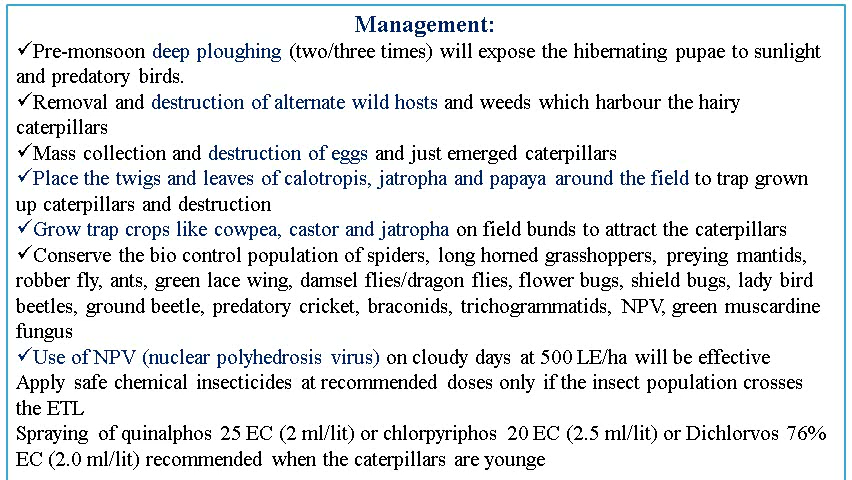 Management:
✓Pre-monsoon deep ploughing (two/three times) will expose the hibernating pupae to sunlight
and predatory birds.
✓Removal and destruction of alternate wild hosts and weeds which harbour the hairy
caterpillars
✓Mass collection and destruction of eggs and just emerged caterpillars
✓Place the twigs and leaves of calotropis, jatropha and papaya around the field to trap grown
up caterpillars and destruction
✓Grow trap crops like cowpea, castor and jatropha on field bunds to attract the caterpillars
✓Conserve the bio control population of spiders, long horned grasshoppers, preying mantids,
robber fly, ants, green lace wing, damsel flies/dragon flies, flower bugs, shield bugs, lady bird
beetles, ground beetle, predatory cricket, braconids, trichogrammatids, NPV, green muscardine
fungus
✓Use of NPV (nuclear polyhedrosis virus) on cloudy days at 500 LE/ha will be effective
Apply safe chemical insecticides at recommended doses only if the insect population crosses
the ETL
Spraying of quinalphos 25 EC (2 ml/lit) or chlorpyriphos 20 EC (2.5 ml/lit) or Dichlorvos 76%
EC (2.0 ml/lit) recommended when the caterpillars are younge